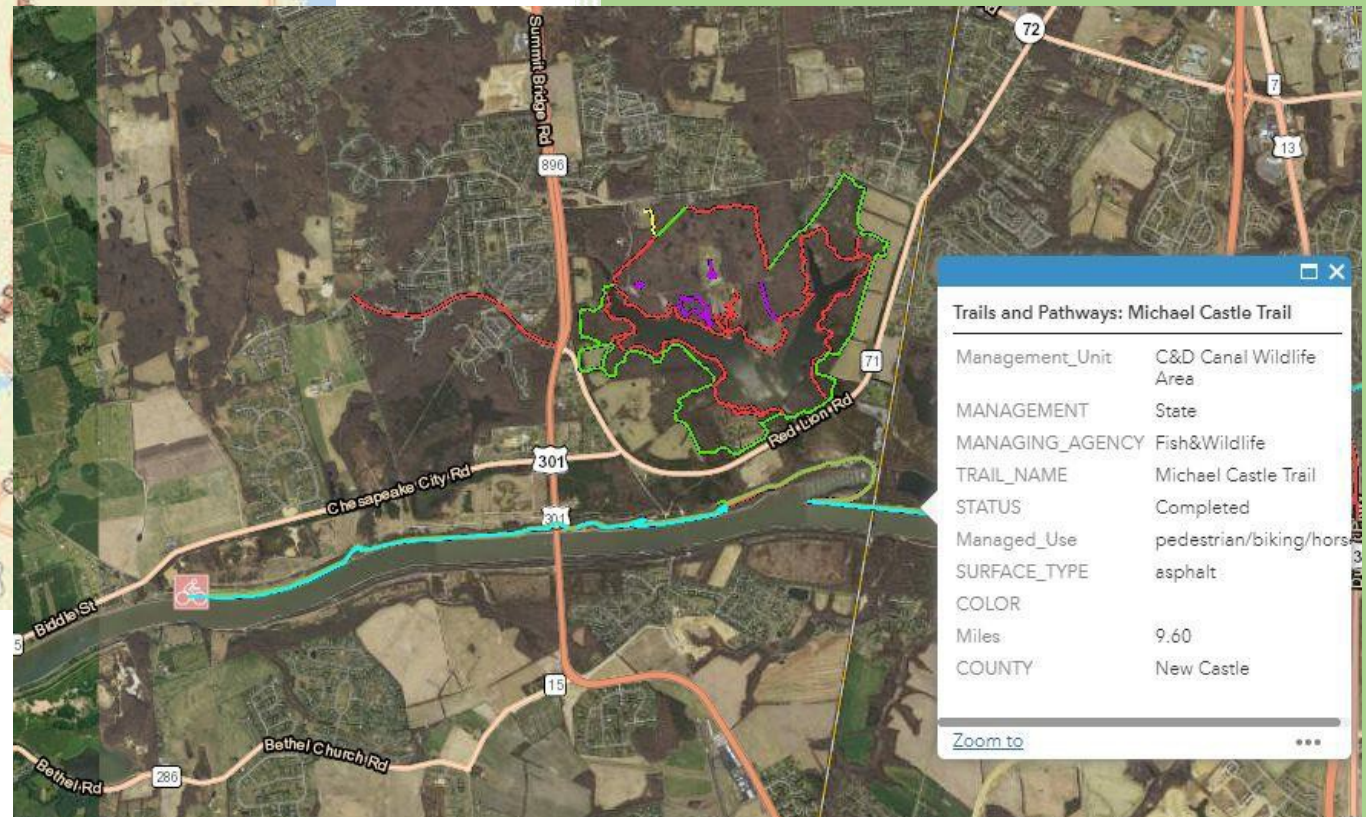 72
Summit Bridge Rd
7
896
13
Trails and Pathways: Michael Castle Trail
Management_Unit C&D Canal Wildlife
Area
71
MANAGEMENT State
MANAGING_AGENCY Fish&Wildlife
Red Lion Rd
TRAIL_NAME Michael Castle Trail
301
Chesapeake City Rd
STATUS Completed
301
Managed_Use pedestrian/biking/hors
SURFACE_TYPE asphalt
COLOR
Biddle St
Miles 9.60
5
COUNTY New Castle
15
Zoom to
Bethel Church Rd
286
Bethel Rd